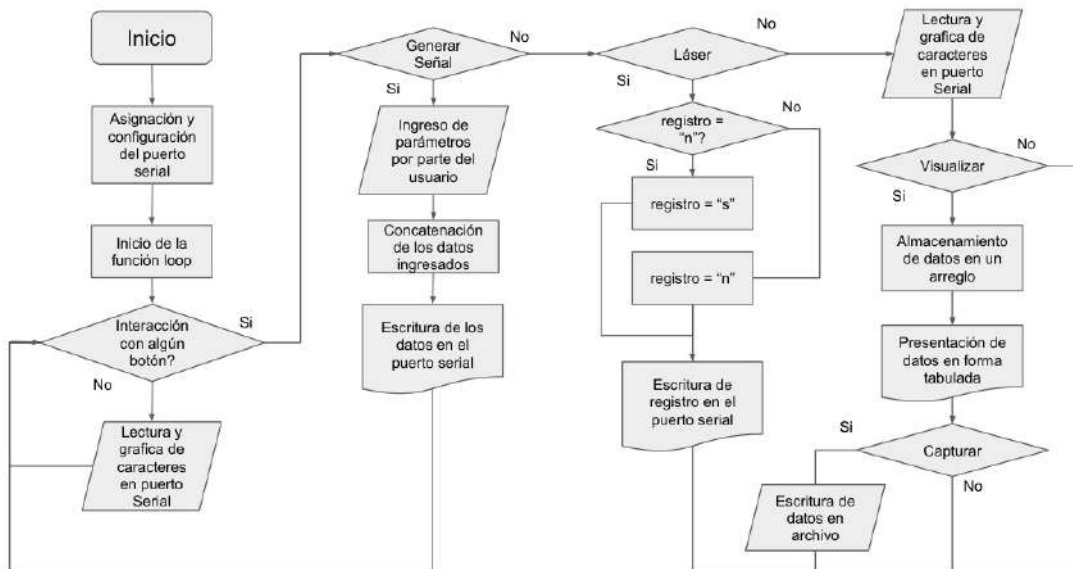 Inicio
Asignación y
configuración
del puerto
serial
Inicio de la
función loop
Interacción
con algún
botón?
Si
No
Lectura y
grafica de
caracteres
en puerto
Serial
Generar
Señal
No
Si
Ingreso de
parámetros
por parte del
usuario
Concatenación
de los datos
ingresados
Escritura de los
datos en el
puerto serial
Láser
No
Si
registro =
“n”?
No
Si
registro = “s”
registro = “n”
Escritura de
registro en el
puerto serial
Lectura y
grafica de
caracteres
en puerto
Serial
Visualizar
No
Si
Almacenamiento
de datos en un
arreglo
Presentación de
datos en forma
tabulada
Capturar
Si
No
Escritura de
datos en
archivo